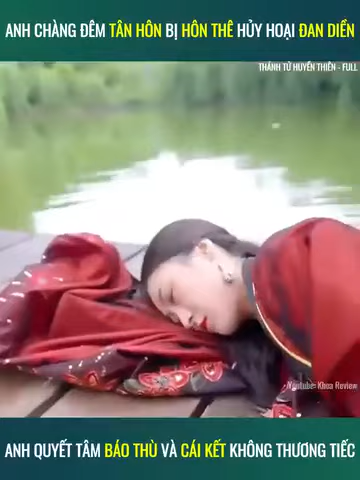 ANH CHÀNG ĐÊM TÂN HÔN BỊ HÔN THÊ HỦY HOẠI ĐAN DIỀN
THÁNH TỬ HUYỀN THIÊN - FULL
Youtube: Khoa Review
ANH QUYẾT TÂM BÁO THÙ VÀ CÁI KẾT KHÔNG THƯƠNG TIẾC